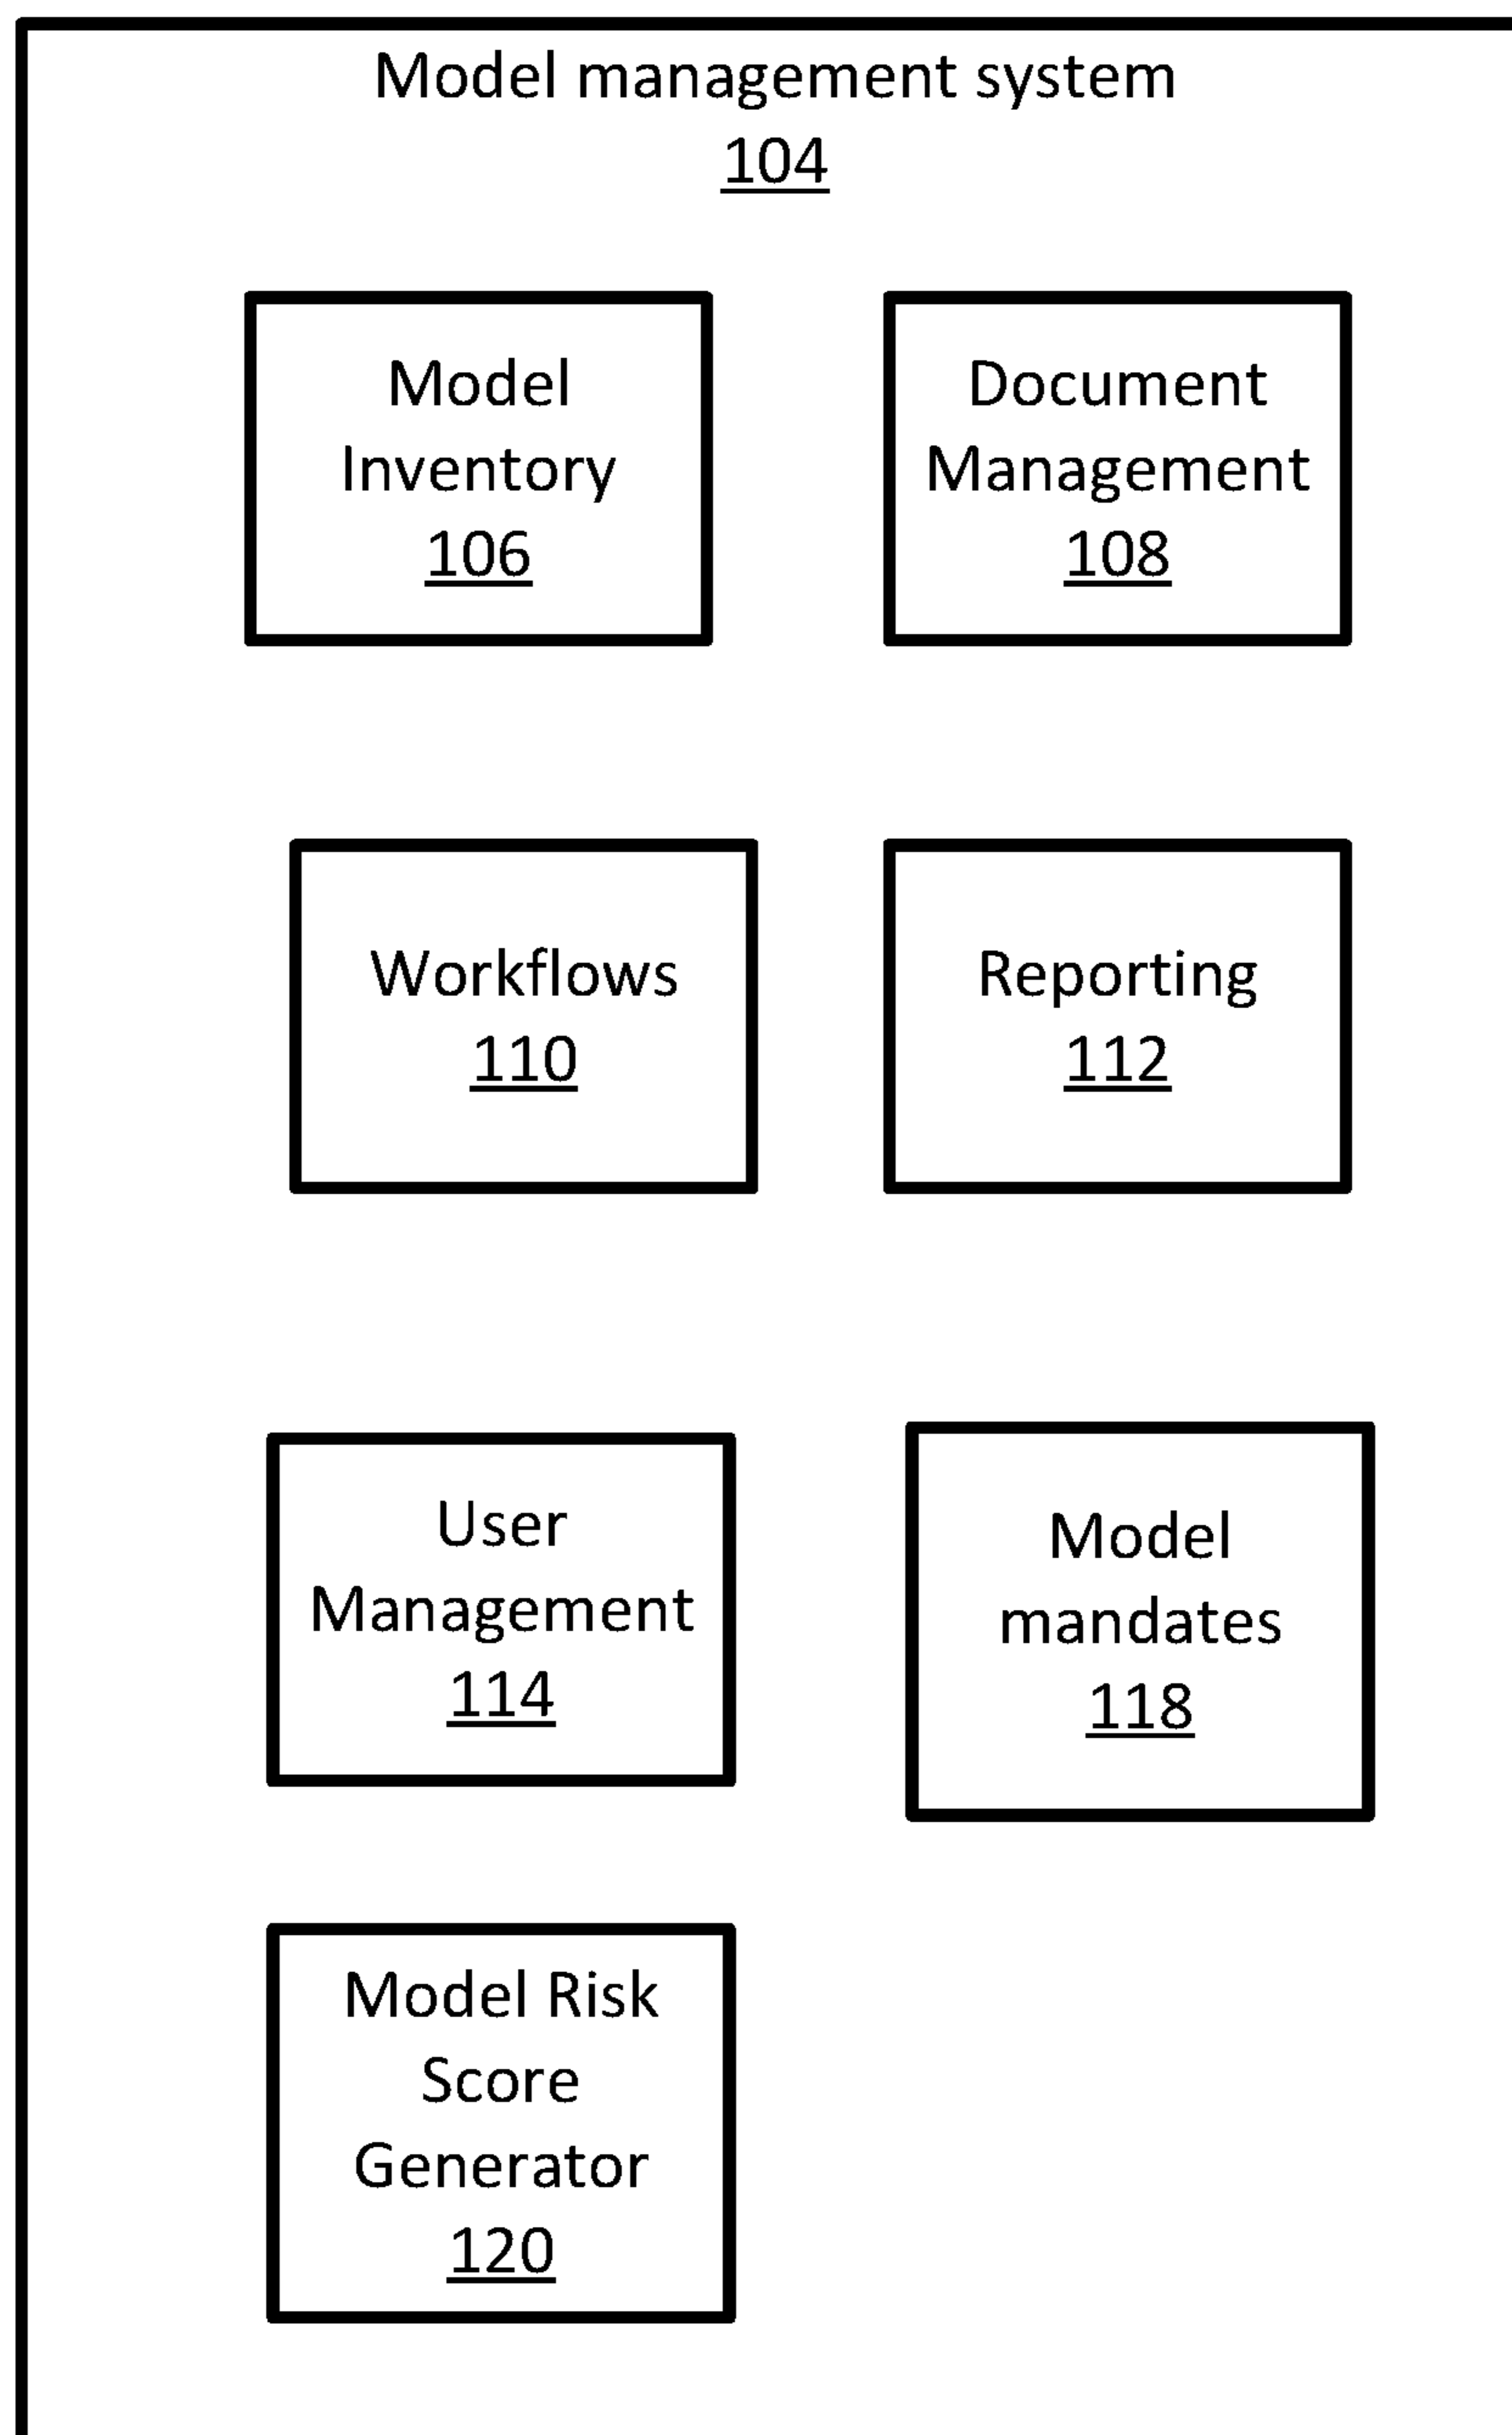 Model management system
104
Model
Inventory
106
Document
Management
108
Workflows
110
Reporting
112
User
Management
114
Model
mandates
118
Model Risk
Score
Generator
120